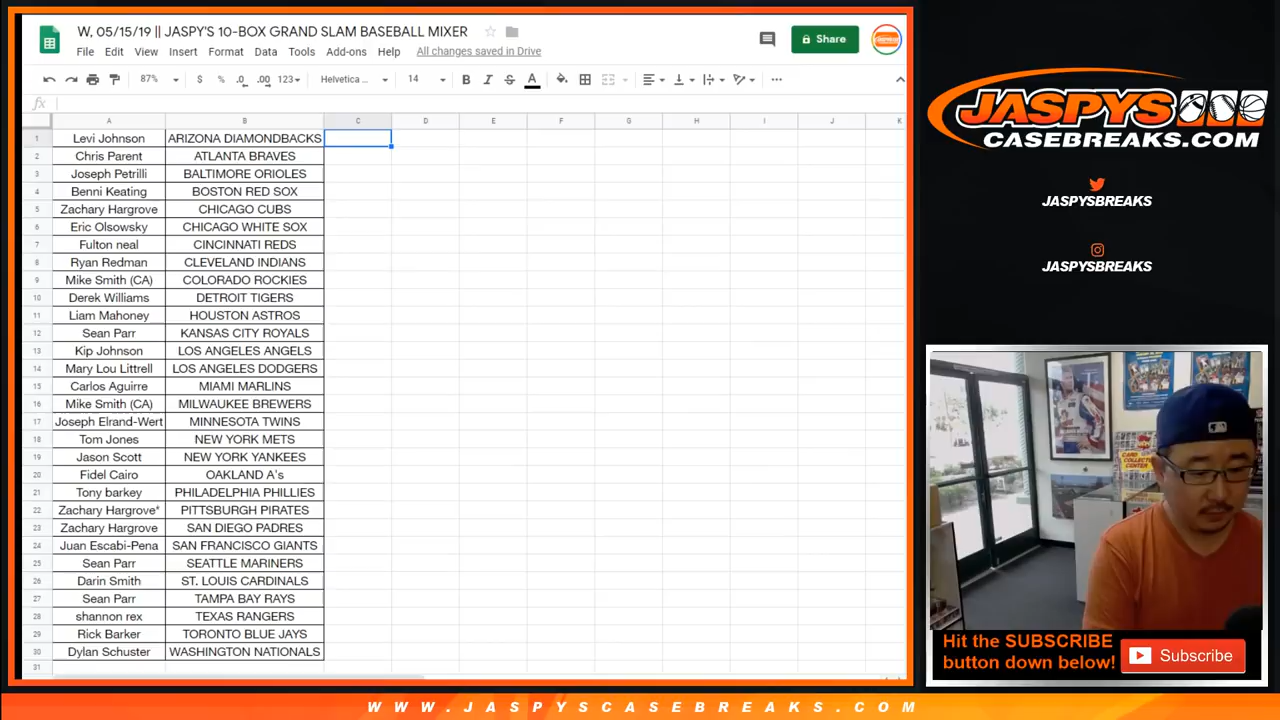 W, 05/15/19 || JASPY'S 10-BOX GRAND SLAM BASEBALL MIXER
File Edit View Insert Format Data Tools Add-ons Help All changes saved in Drive
Share
87% $ % .0 .00 123 Helvetica ... 14 B I S A
fx
A B C D E F G H I J K
1 Levi Johnson ARIZONA DIAMONDBACKS
2 Chris Parent ATLANTA BRAVES
3 Joseph Petrilli BALTIMORE ORIOLES
4 Benni Keating BOSTON RED SOX
5 Zachary Hargrove CHICAGO CUBS
6 Eric Olsowsky CHICAGO WHITE SOX
7 Fulton neal CINCINNATI REDS
8 Ryan Redman CLEVELAND INDIANS
9 Mike Smith (CA) COLORADO ROCKIES
10 Derek Williams DETROIT TIGERS
11 Liam Mahoney HOUSTON ASTROS
12 Sean Parr KANSAS CITY ROYALS
13 Kip Johnson LOS ANGELES ANGELS
14 Mary Lou Littrell LOS ANGELES DODGERS
15 Carlos Aguirre MIAMI MARLINS
16 Mike Smith (CA) MILWAUKEE BREWERS
17 Joseph Elrand-Wert MINNESOTA TWINS
18 Tom Jones NEW YORK METS
19 Jason Scott NEW YORK YANKEES
20 Fidel Cairo OAKLAND A's
21 Tony barkey PHILADELPHIA PHILLIES
22 Zachary Hargrove* PITTSBURGH PIRATES
23 Zachary Hargrove SAN DIEGO PADRES
24 Juan Escabi-Pena SAN FRANCISCO GIANTS
25 Sean Parr SEATTLE MARINERS
26 Darin Smith ST. LOUIS CARDINALS
27 Sean Parr TAMPA BAY RAYS
28 shannon rex TEXAS RANGERS
29 Rick Barker TORONTO BLUE JAYS
30 Dylan Schuster WASHINGTON NATIONALS
31
JASPYS
CASEBREAKS.COM
JASPYSBREAKS
JASPYSBREAKS
CARD COLLECTOR CENTER
Hit the SUBSCRIBE
button down below!
Subscribe
WWW.JASPYSCASEBREAKS.COM